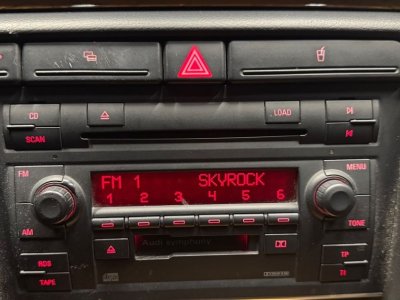 CD
SCAN
LOAD
FM
FM 1 SKYROCK
1 2 3 4 5 6
MENU
AM
TONE
Audi symphony
RDS
TAPE
TP
TI